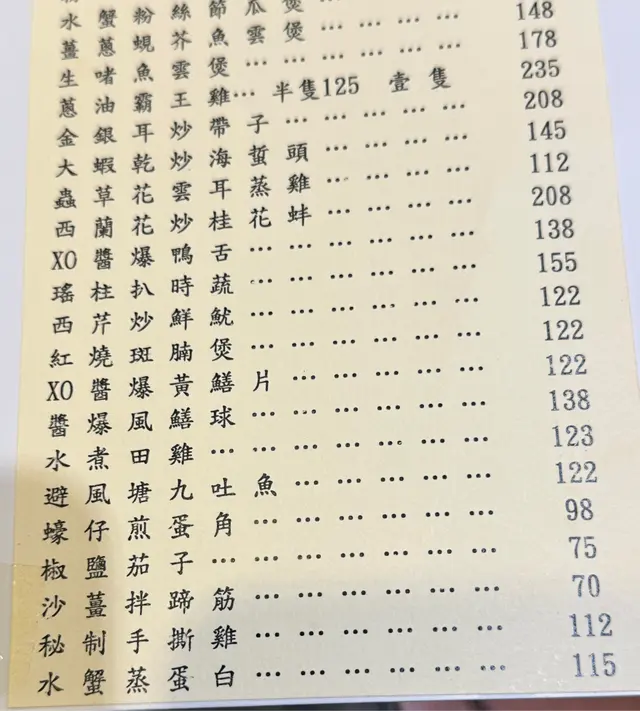 水蟹粉絲節瓜煲
薑蔥蜆芥魚雲煲… … … … 148
生啫魚雲煲… … … … … 178
蔥油霸王雞… 半隻125 壹隻 235
金銀耳炒帶子… … … … … 208
大蝦乾炒海蜇頭… … … … 145
蟲草花雲耳蒸雞… … … … 112
西蘭花炒桂花蚌… … … … 208
XO醬爆鴨舌… … … … … … 138
瑤柱扒時蔬… … … … … … 155
西芹炒鮮魷… … … … … … 122
紅燒斑腩煲… … … … … … 122
XO醬爆黃鱔片… … … … … 122
醬爆風鱔球… … … … … … 138
水煮田雞… … … … … … … 123
避風塘九吐魚… … … … … 122
蠔仔煎蛋角… … … … … … 98
椒鹽茄子… … … … … … … 75
沙薑拌蹄筋… … … … … … 70
秘制手撕雞… … … … … … 112
水蟹蒸蛋白… … … … … … 115